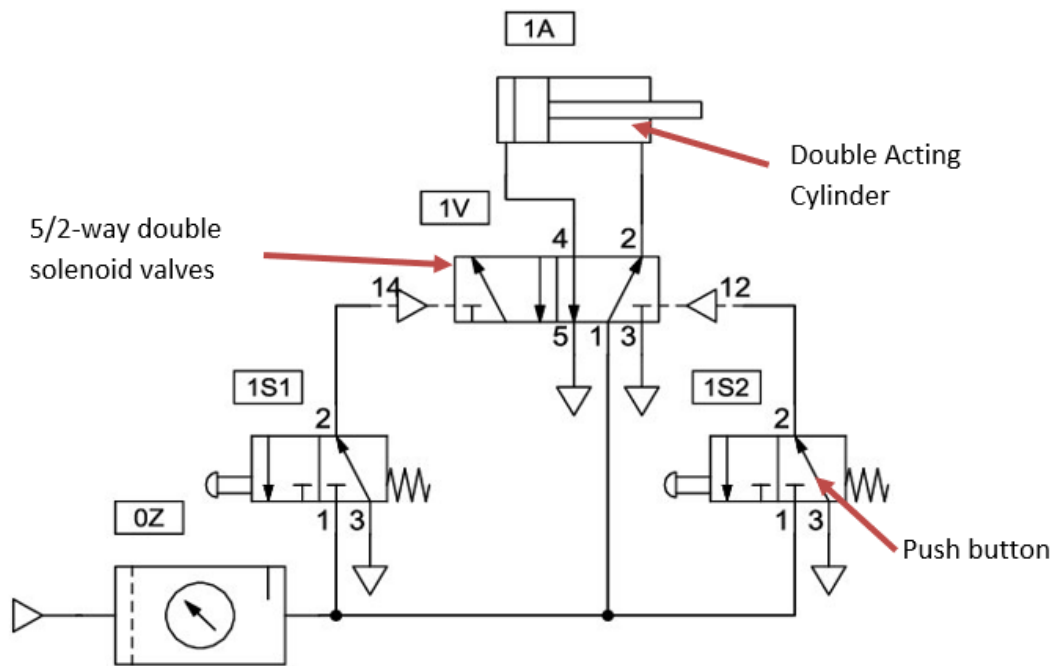 1A
Double Acting
Cylinder
1V
5/2-way double
solenoid valves
4 2
14 12
5 1 3
1S1 1S2
2 2
1 3 1 3
0Z
Push button